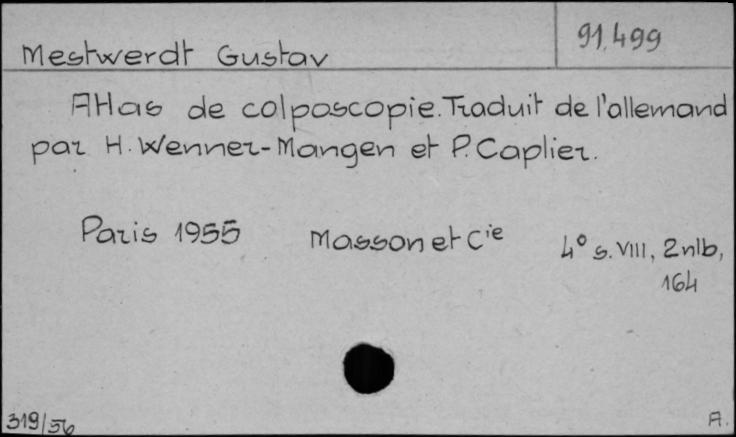 91.499
Mestwerdt Gustav
Atlas de colposcopie. Traduit de l'allemand
par H. Wenner-Mangen et P. Caplier.
Paris 1955 Masson et Cie 4° s. VIII, 2 nlb,
164
319/56 A.